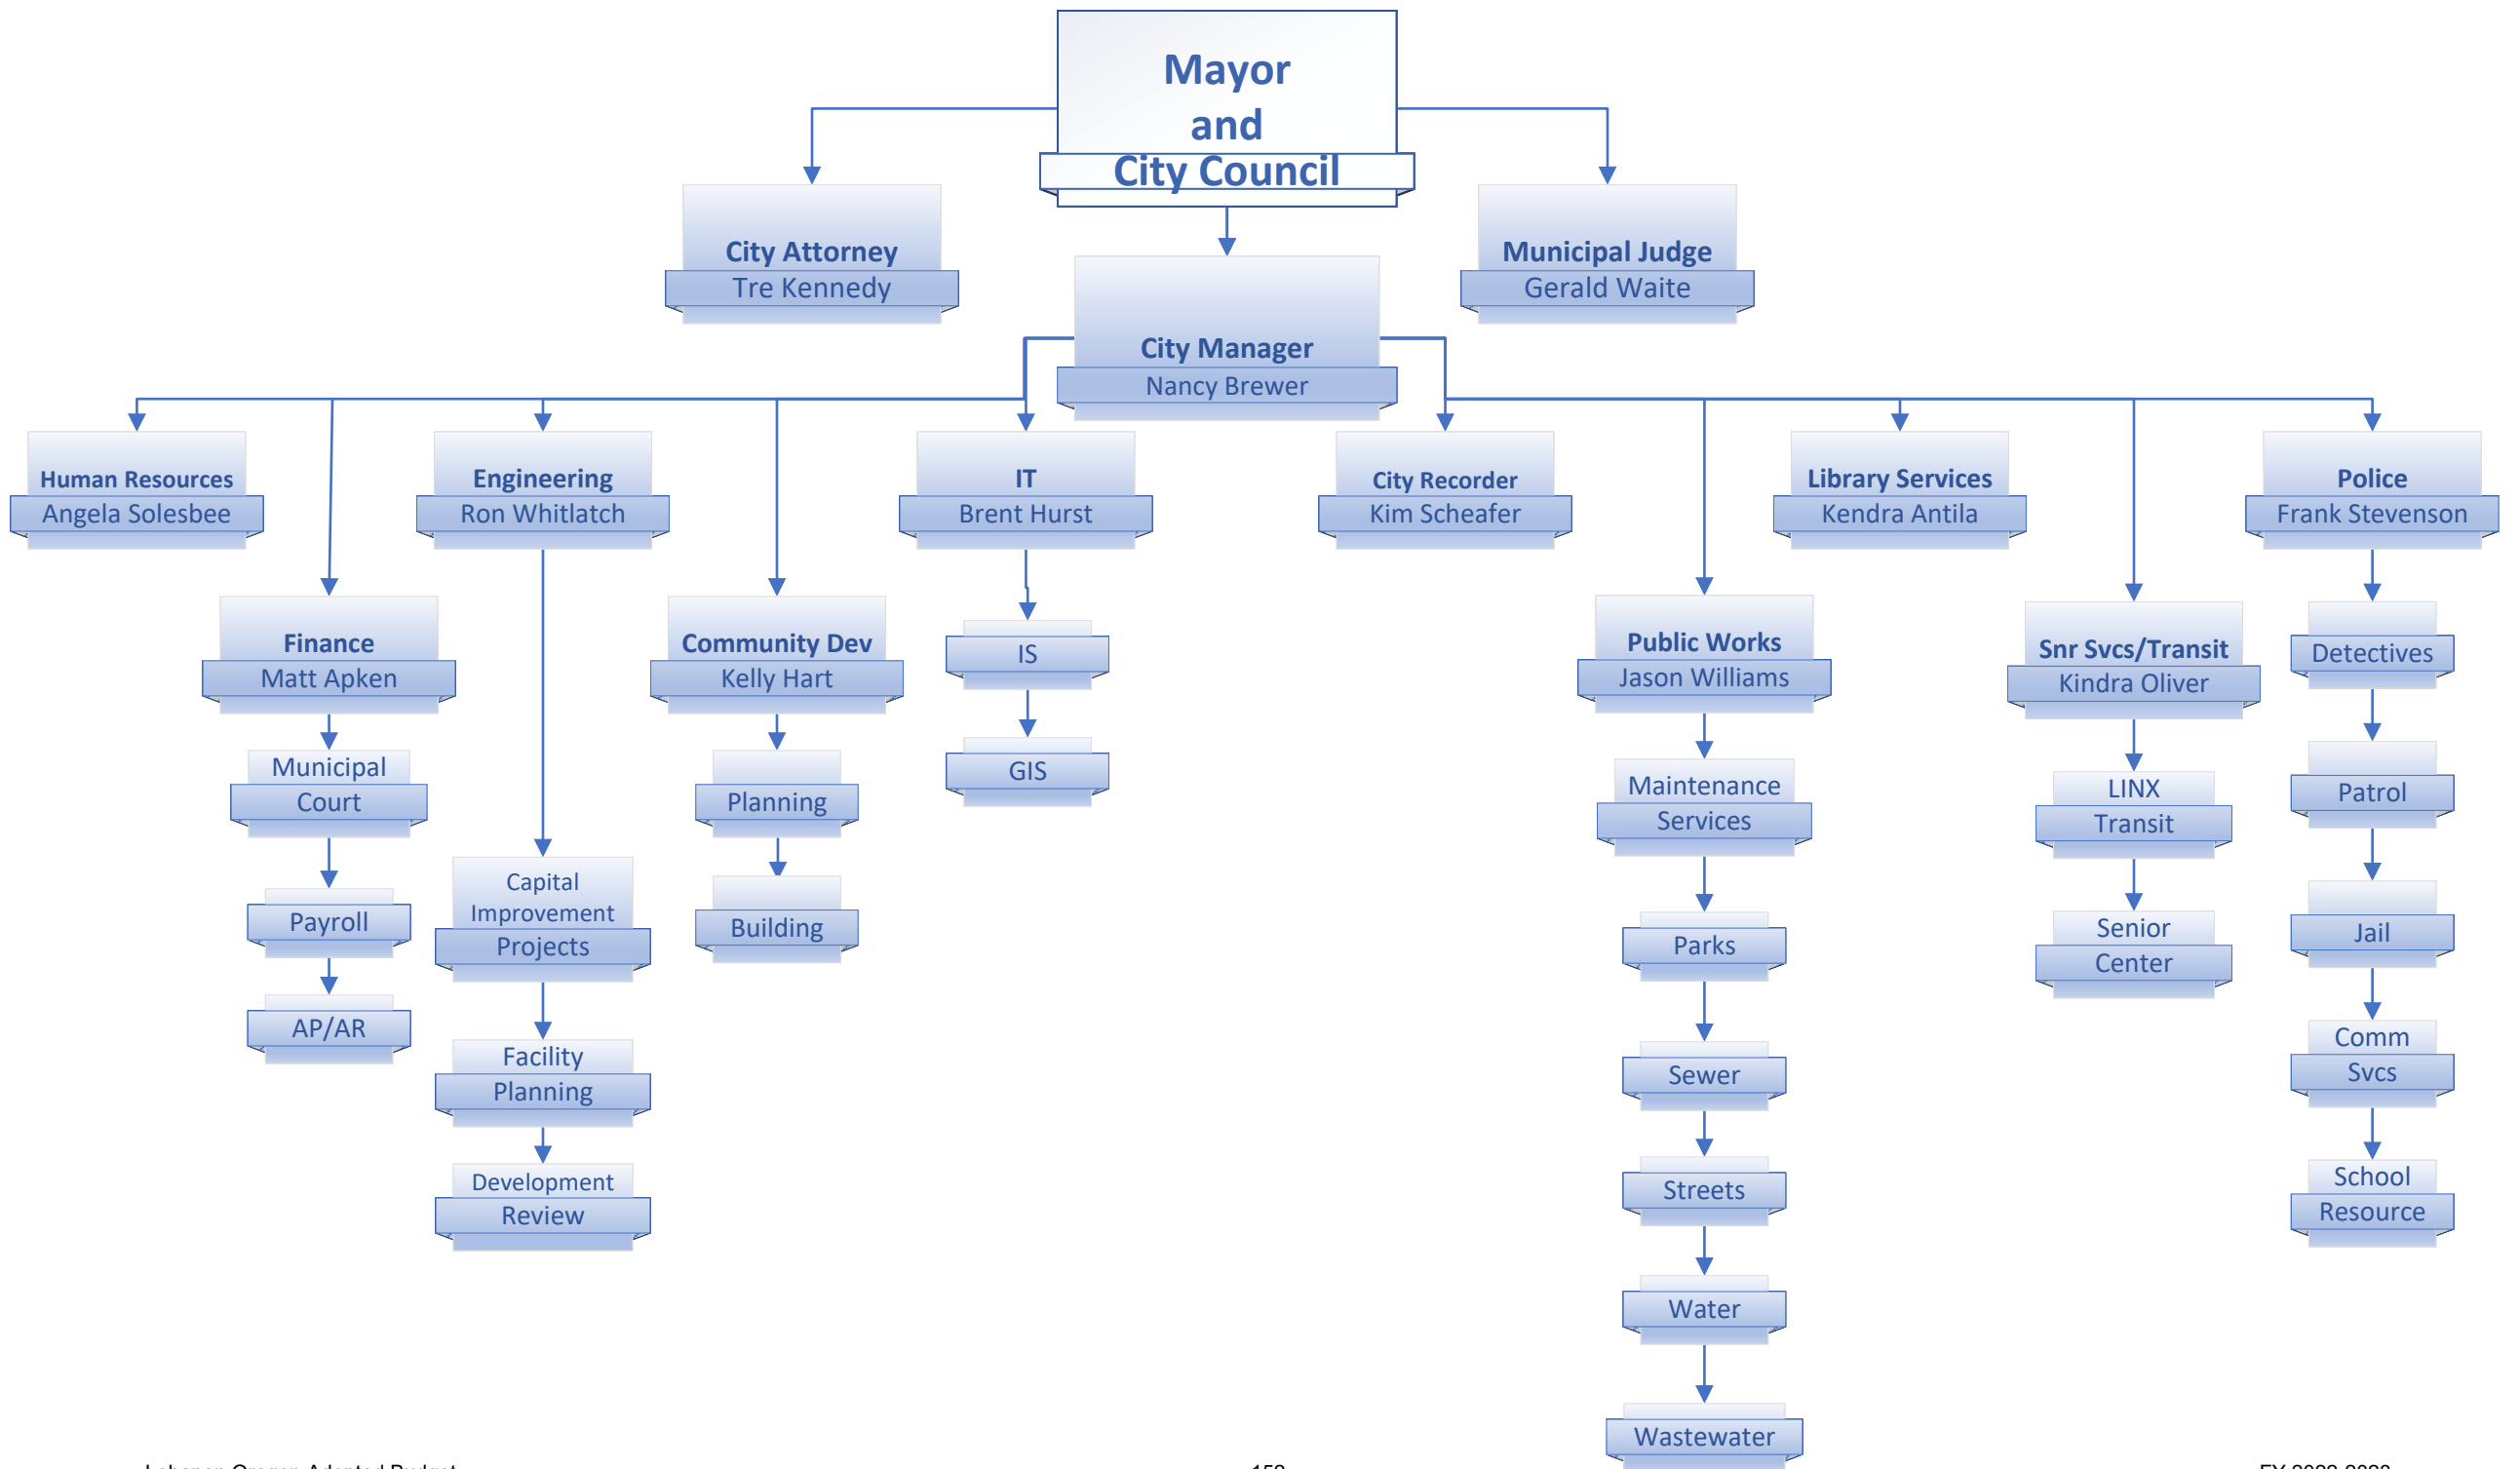 Mayor
and
City Council
City Attorney
Tre Kennedy
Municipal Judge
Gerald Waite
City Manager
Nancy Brewer
Human Resources
Angela Solesbee
Engineering
Ron Whitlatch
IT
Brent Hurst
City Recorder
Kim Scheafer
Library Services
Kendra Antila
Police
Frank Stevenson
Finance
Matt Apken
Community Dev
Kelly Hart
Public Works
Jason Williams
Snr Svcs/Transit
Kindra Oliver
Municipal
Court
Payroll
AP/AR
Capital
Improvement
Projects
Facility
Planning
Development
Review
Planning
Building
IS
GIS
Maintenance
Services
Parks
Sewer
Streets
Water
Wastewater
LINX
Transit
Senior
Center
Detectives
Patrol
Jail
Comm
Svcs
School
Resource